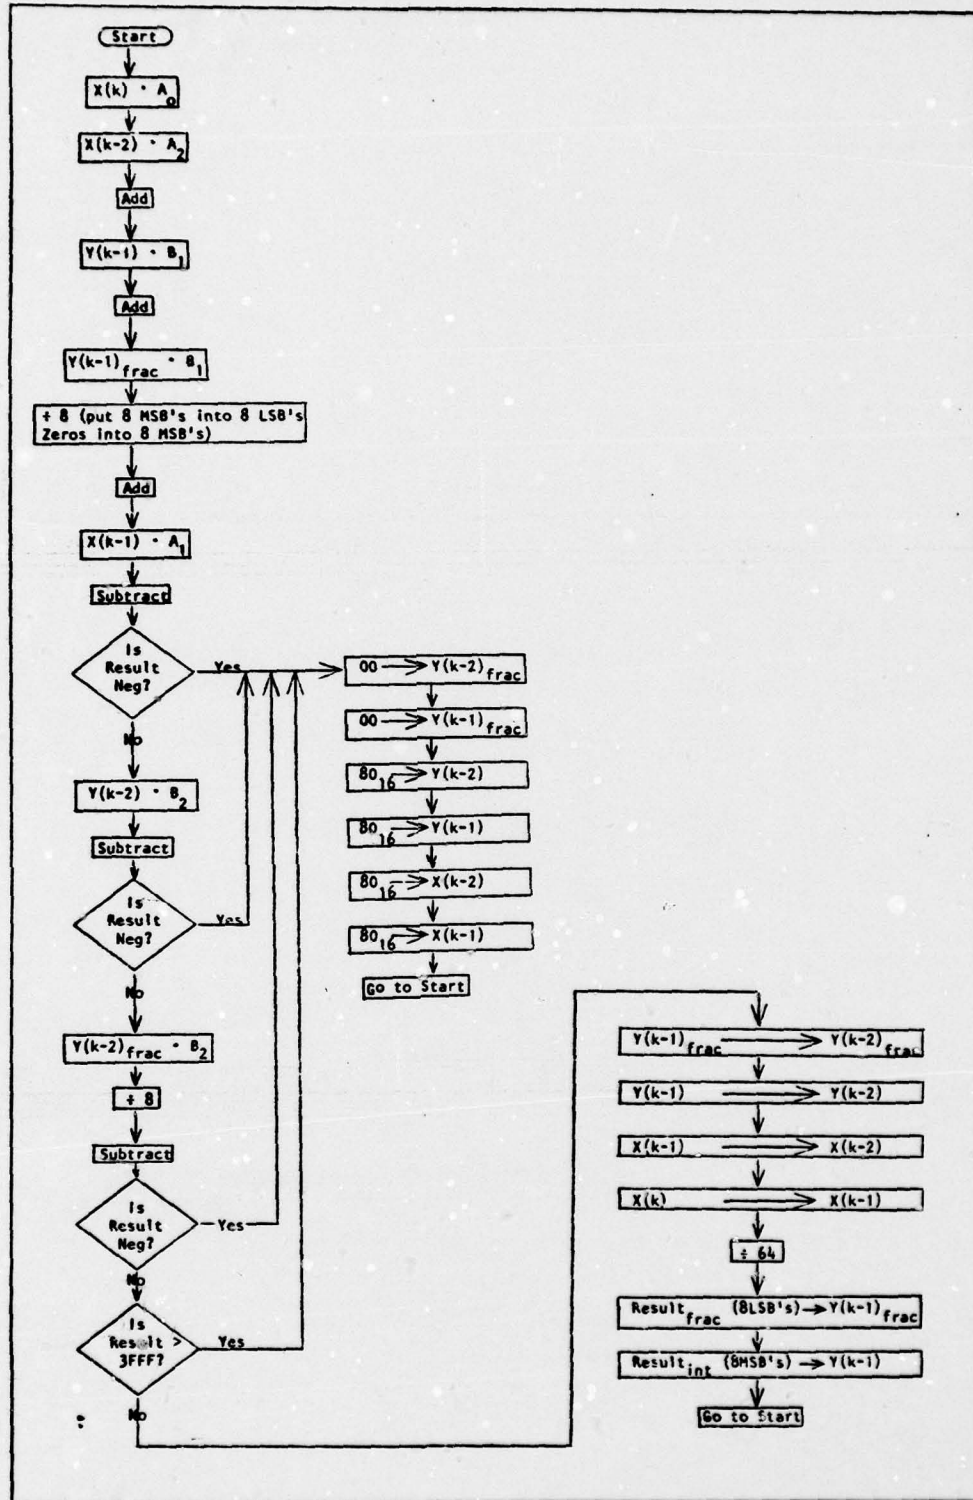 Start
X(k) · A0
X(k-2) · A2
Add
Y(k-1) · B1
Add
Y(k-1)frac · B1
÷ 8 (put 8 MSB's into 8 LSB's
Zeros into 8 MSB's)
Add
X(k-1) · A1
Subtract
Is
Result
Neg?
Yes
No
Y(k-2) · B2
Subtract
Is
Result
Neg?
Yes
No
Y(k-2)frac · B2
÷ 8
Subtract
Is
Result
Neg?
Yes
No
Is
Result >
3FFF?
Yes
No
00 → Y(k-2)frac
00 → Y(k-1)frac
8016 → Y(k-2)
8016 → Y(k-1)
8016 → X(k-2)
8016 → X(k-1)
Go to Start
Y(k-1)frac → Y(k-2)frac
Y(k-1) → Y(k-2)
X(k-1) → X(k-2)
X(k) → X(k-1)
÷ 64
Resultfrac (8LSB's) → Y(k-1)frac
Resultint (8MSB's) → Y(k-1)
Go to Start